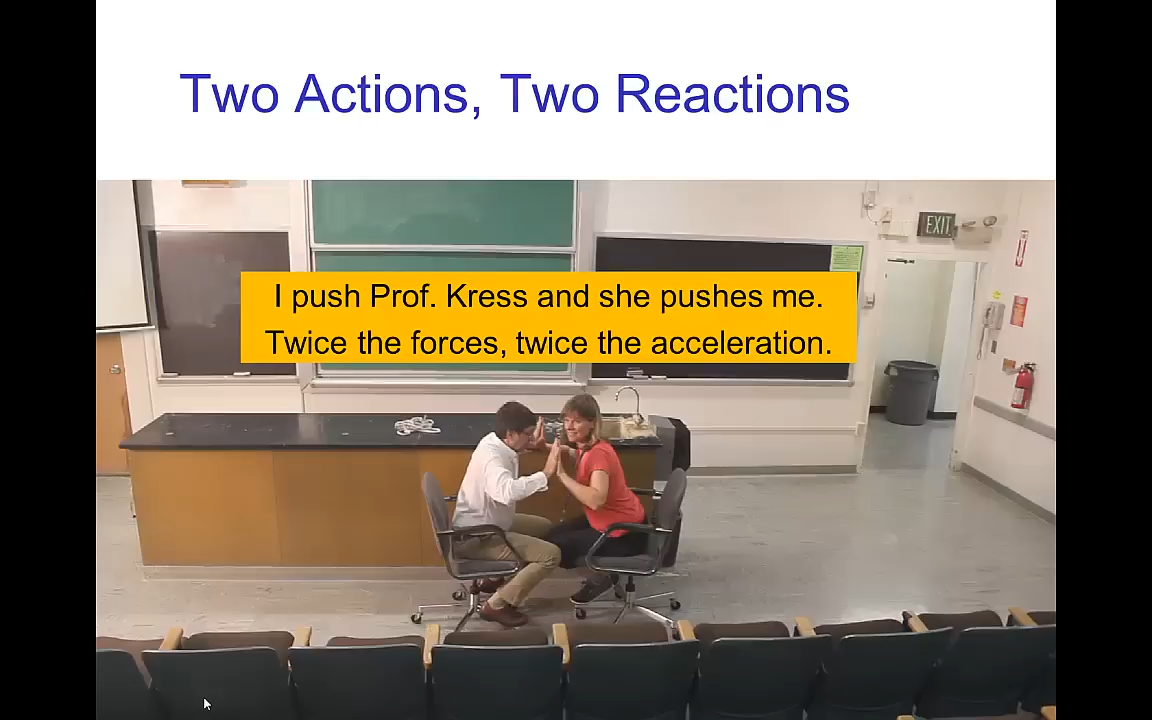 Two Actions, Two Reactions
I push Prof. Kress and she pushes me.
Twice the forces, twice the acceleration.
EXIT